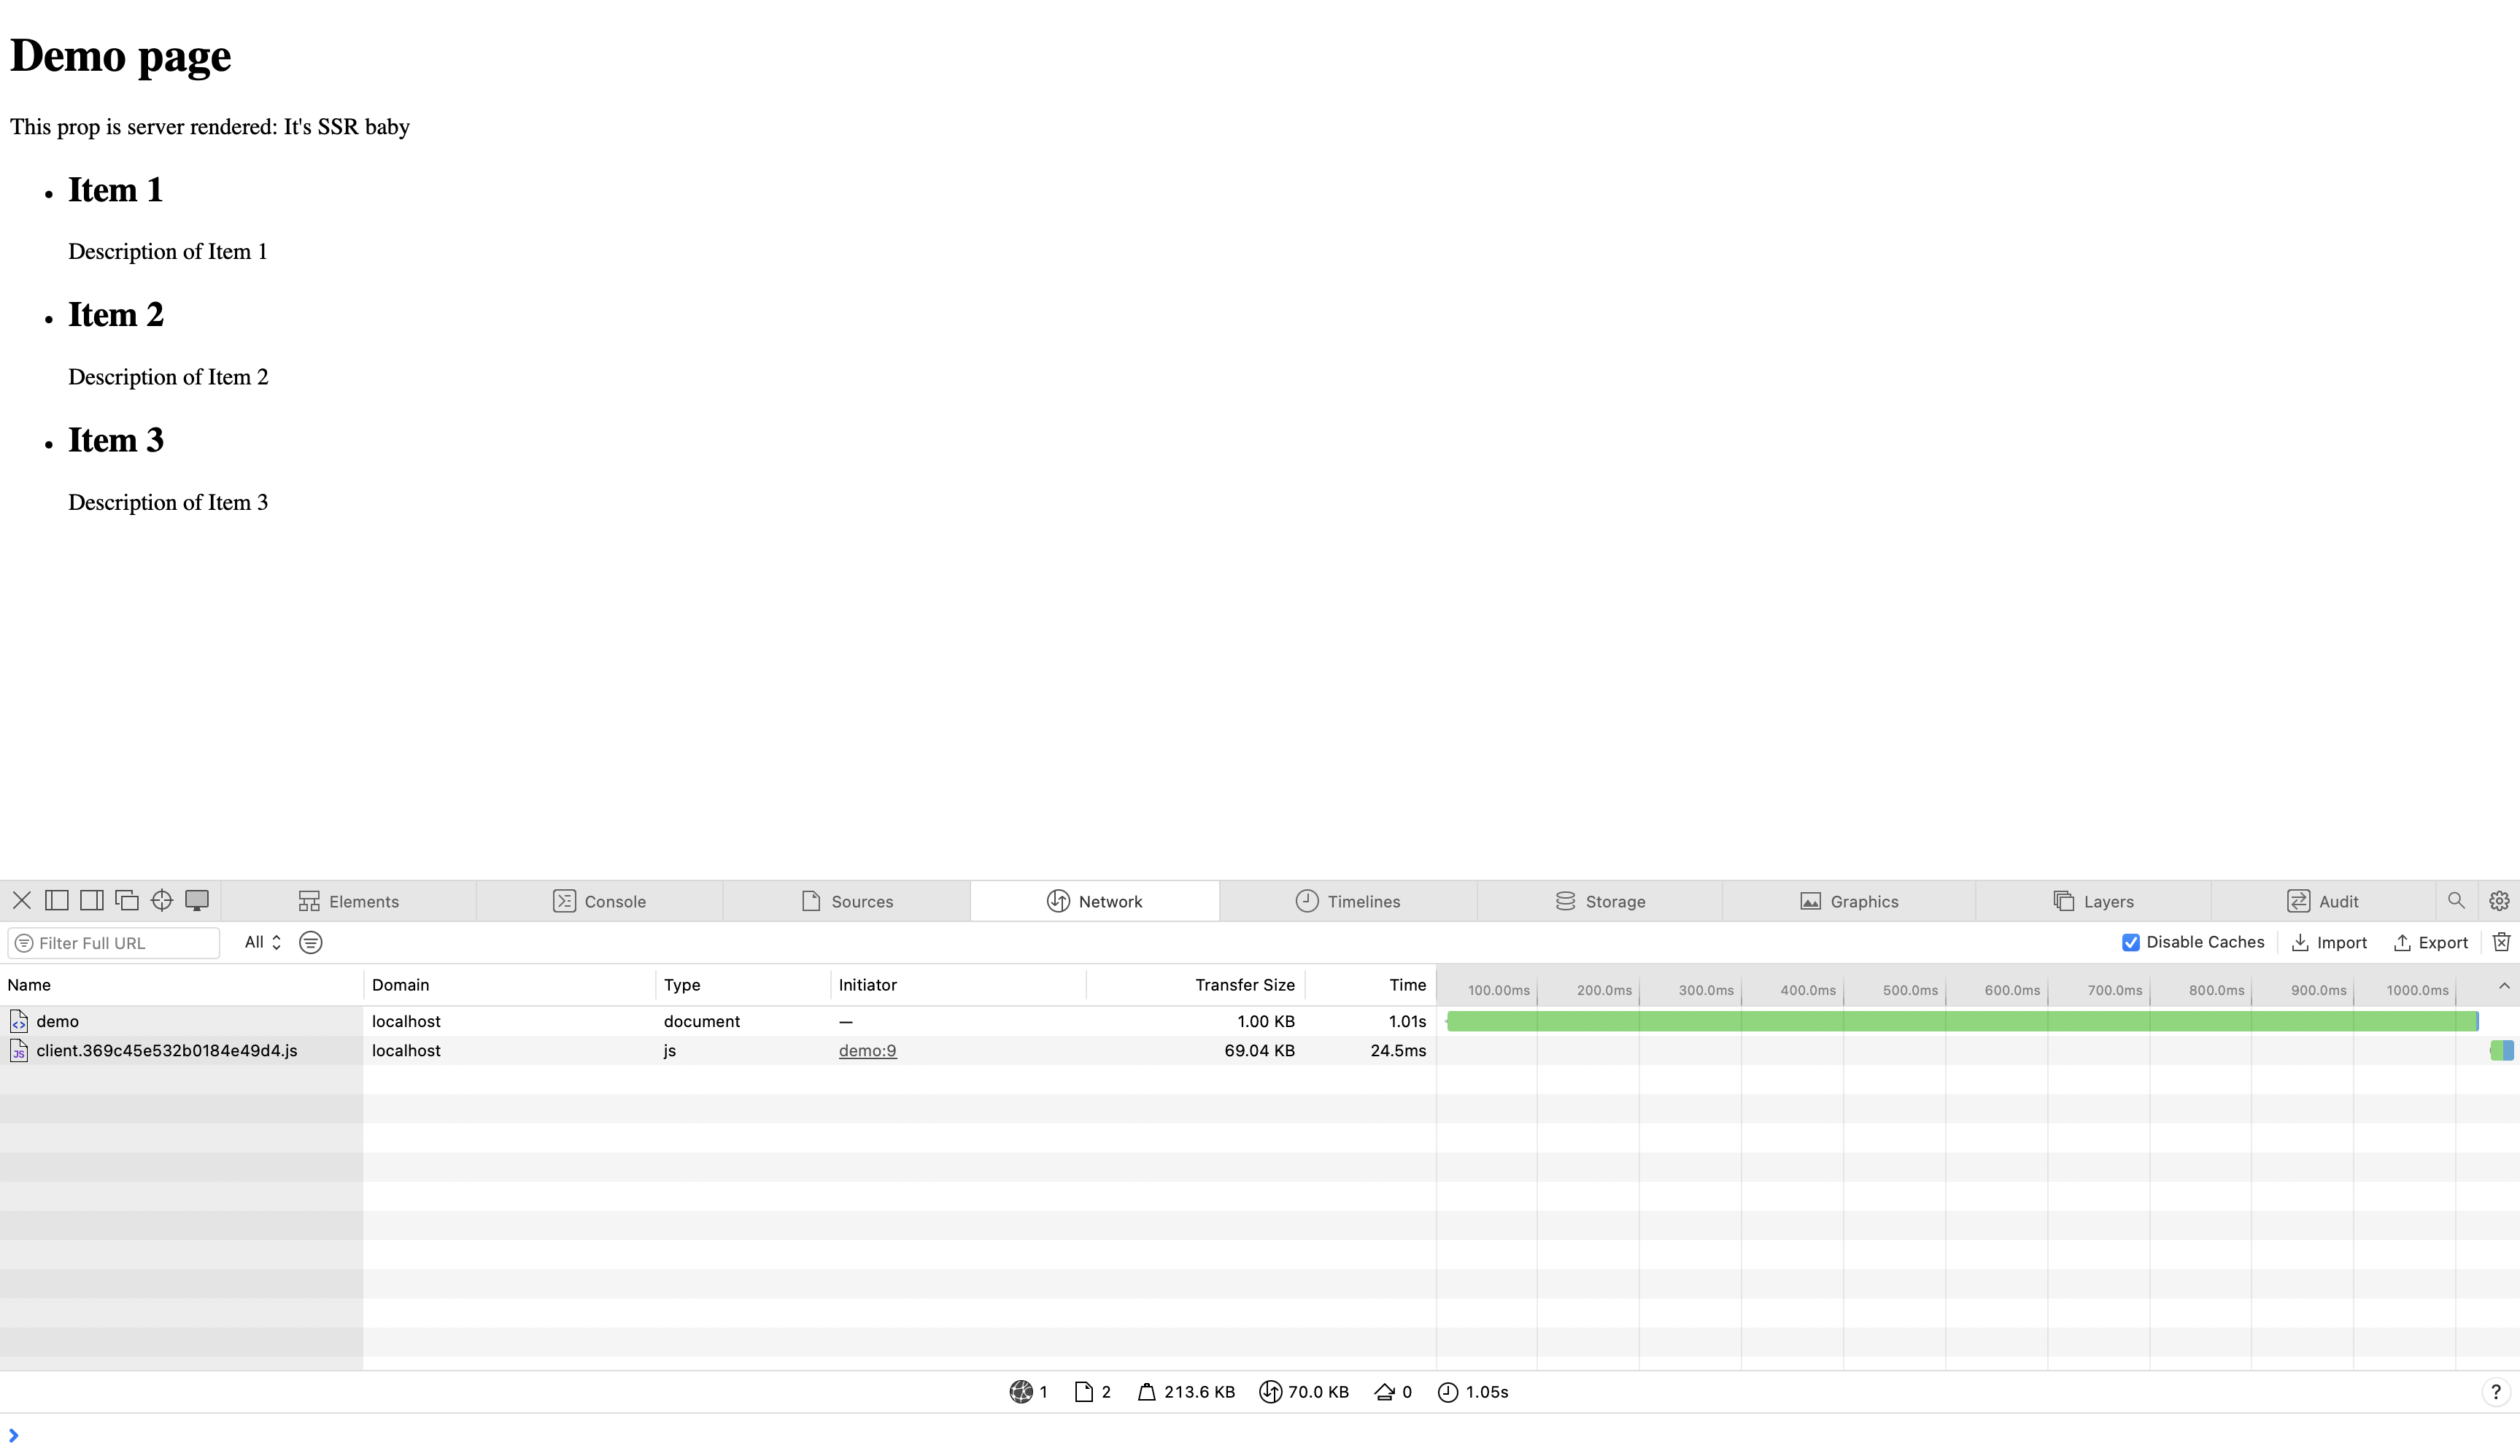 Demo page
This prop is server rendered: It's SSR baby
Item 1
Description of Item 1
Item 2
Description of Item 2
Item 3
Description of Item 3
Elements Console Sources Network Timelines Storage Graphics Layers Audit
Filter Full URL All Disable Caches Import Export
Name Domain Type Initiator Transfer Size Time 100.00ms 200.0ms 300.0ms 400.0ms 500.0ms 600.0ms 700.0ms 800.0ms 900.0ms 1000.0ms
demo localhost document — 1.00 KB 1.01s
JS client.369c45e532b0184e49d4.js localhost js demo:9 69.04 KB 24.5ms
1 2 213.6 KB 70.0 KB 0 1.05s ?